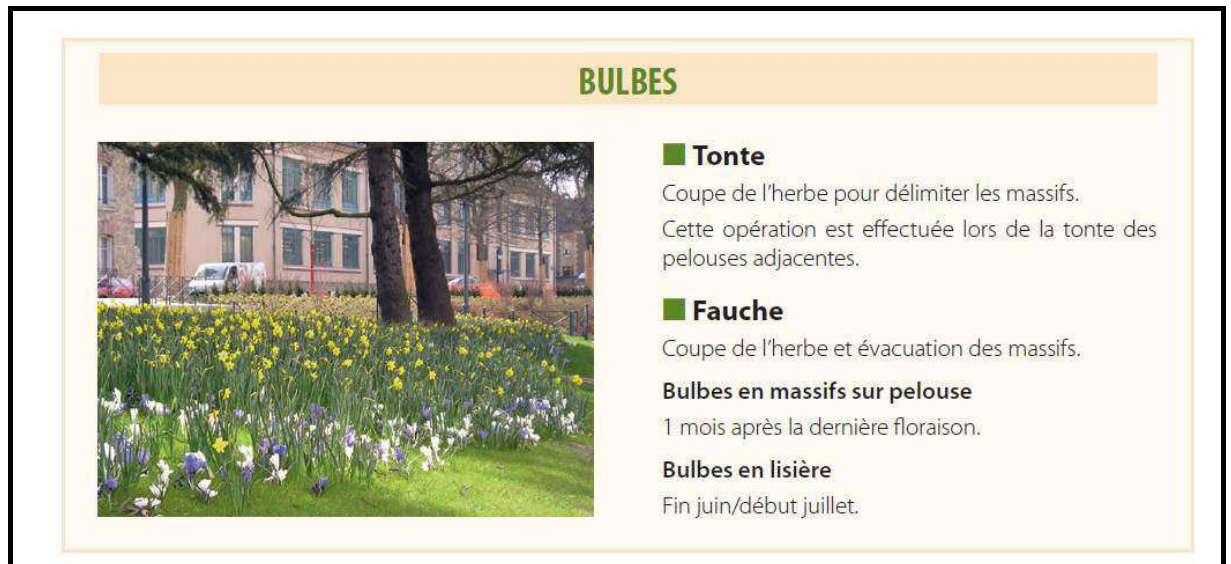 BULBES
Tonte
Coupe de l'herbe pour délimiter les massifs.
Cette opération est effectuée lors de la tonte des
pelouses adjacentes.
Fauche
Coupe de l'herbe et évacuation des massifs.
Bulbes en massifs sur pelouse
1 mois après la dernière floraison.
Bulbes en lisière
Fin juin/début juillet.